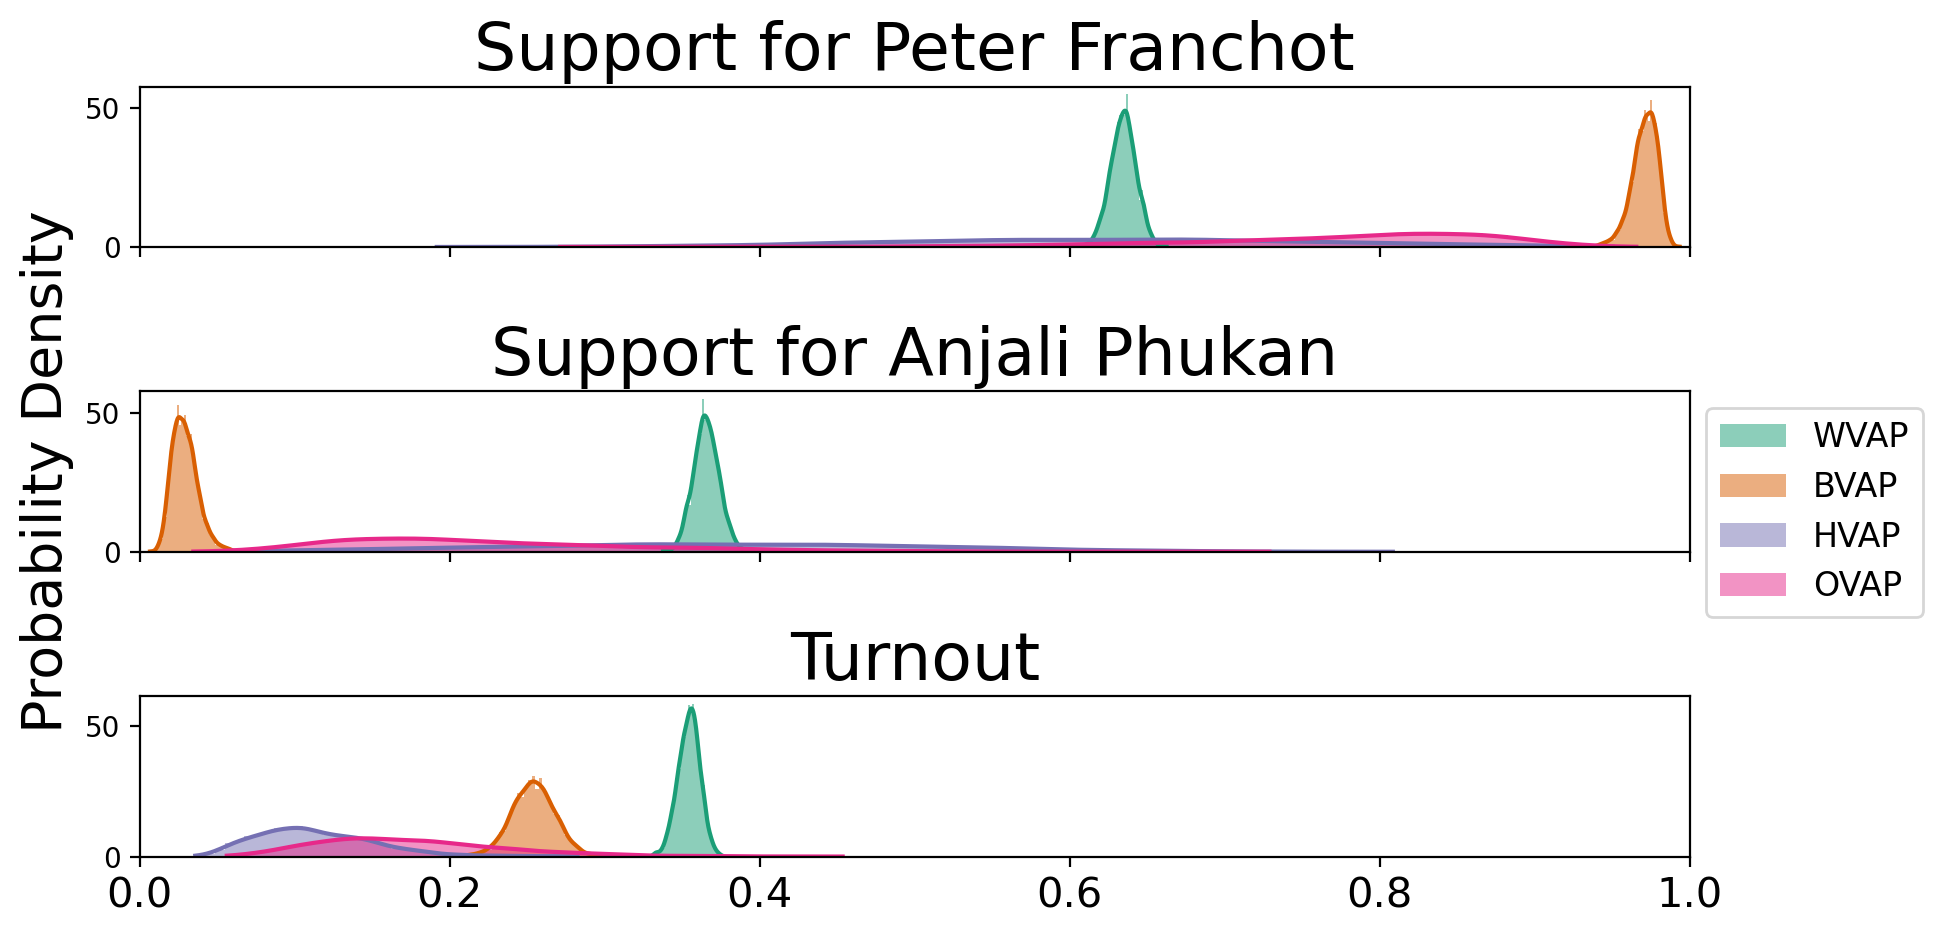 Support for Peter Franchot
50
0
Support for Anjali Phukan
50
0
Probability Density
Turnout
50
0
0.0 0.2 0.4 0.6 0.8 1.0
WVAP
BVAP
HVAP
OVAP